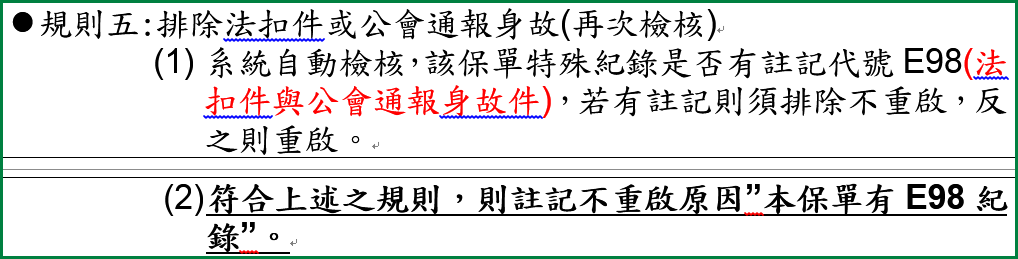 ●規則五:排除法扣件或公會通報身故(再次檢核)
(1) 系統自動檢核,該保單特殊紀錄是否有註記代號 E98(法
扣件與公會通報身故件),若有註記則須排除不重啟,反
之則重啟。
(2)符合上述之規則,則註記不重啟原因”本保單有 E98 紀
錄”。